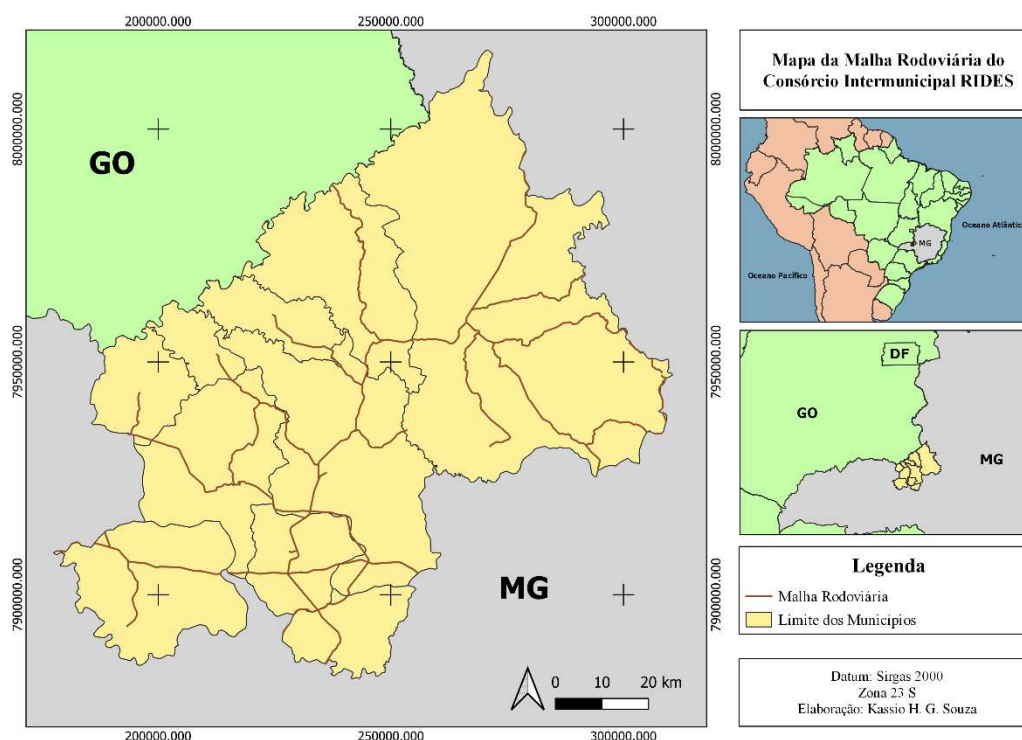 200000.000
250000.000
300000.000
8000000.000
7950000.000
7900000.000
GO
MG
0
10
20 km
8000000.000
7950000.000
7900000.000
200000.000
250000.000
300000.000
Mapa da Malha Rodoviária do
Consórcio Intermunicipal RIDES
MG
Oceano Atlântico
Oceano Pacífico
DF
GO
MG
Legenda
Malha Rodoviária
Limite dos Municípios
Datum: Sirgas 2000
Zona 23 S
Elaboração: Kassio H. G. Souza